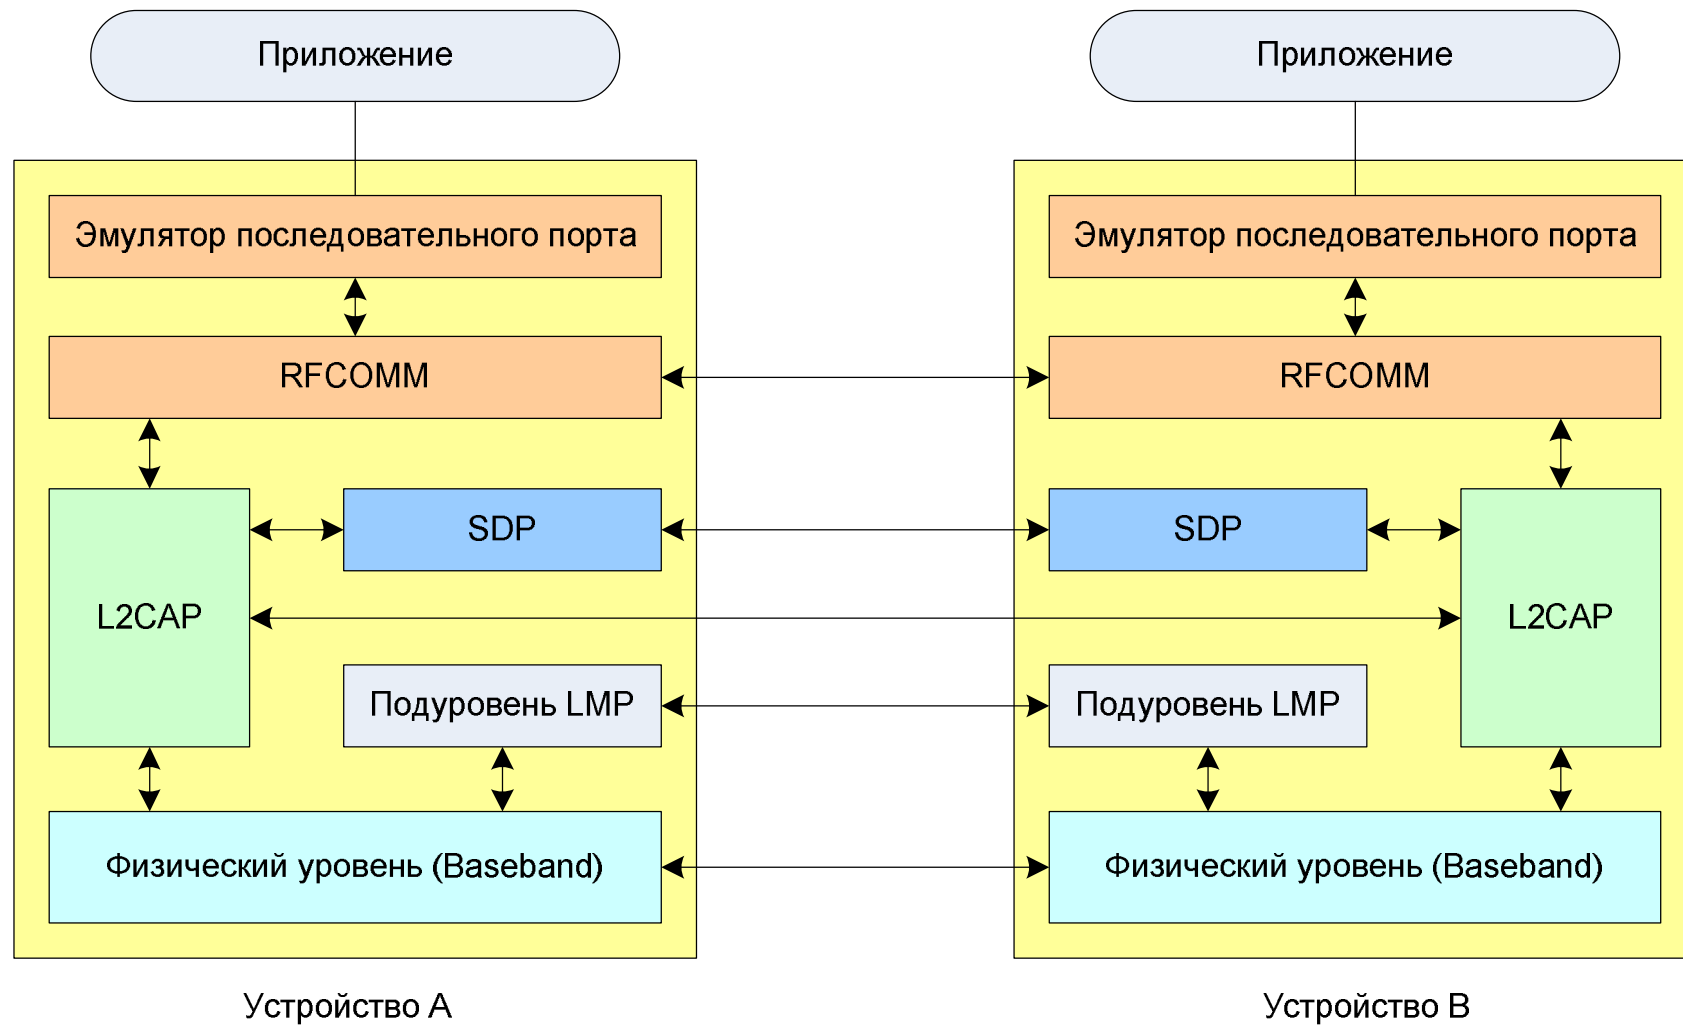 Приложение
Приложение
Эмулятор последовательного порта
Эмулятор последовательного порта
RFCOMM
RFCOMM
SDP
SDP
L2CAP
L2CAP
Подуровень LMP
Подуровень LMP
Физический уровень (Baseband)
Физический уровень (Baseband)
Устройство A
Устройство B